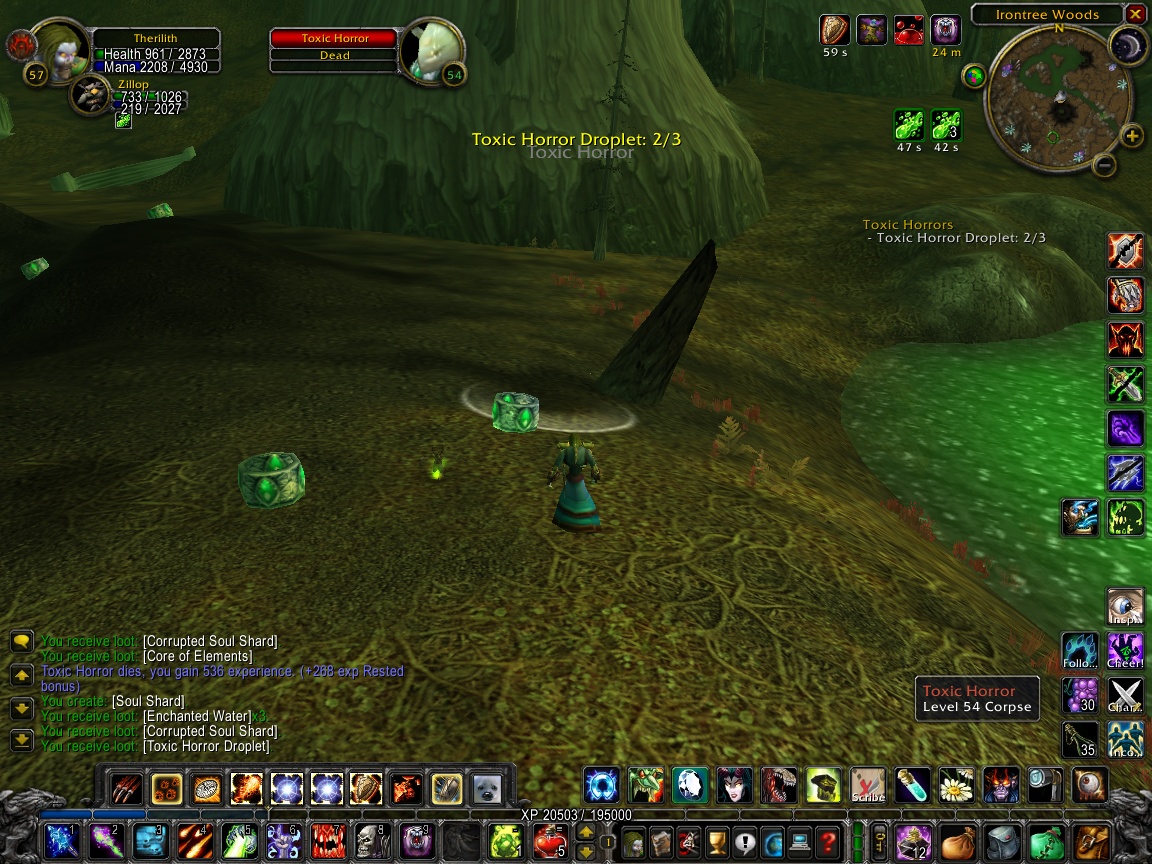 Therilith
Health 961 / 2873
Mana 2208 / 4930
57
Zillop
733 / 1026
219 / 2027
Toxic Horror
Dead
54
59 s
24 m
Irontree Woods
N
3
47 s
42 s
Toxic Horror Droplet: 2/3
Toxic Horror
Toxic Horrors
- Toxic Horror Droplet: 2/3
You receive loot: [Corrupted Soul Shard]
You receive loot: [Core of Elements]
Toxic Horror dies, you gain 536 experience. (+268 exp Rested
bonus)
You create: [Soul Shard]
You receive loot: [Enchanted Water]x3
You receive loot: [Corrupted Soul Shard]
You receive loot: [Toxic Horror Droplet]
Toxic Horror
Level 54 Corpse
Follo...
Cheer!
30
35
Scribe
XP 20503 / 195000
1
2
3
4
5
6
7
8
9
5
1
12